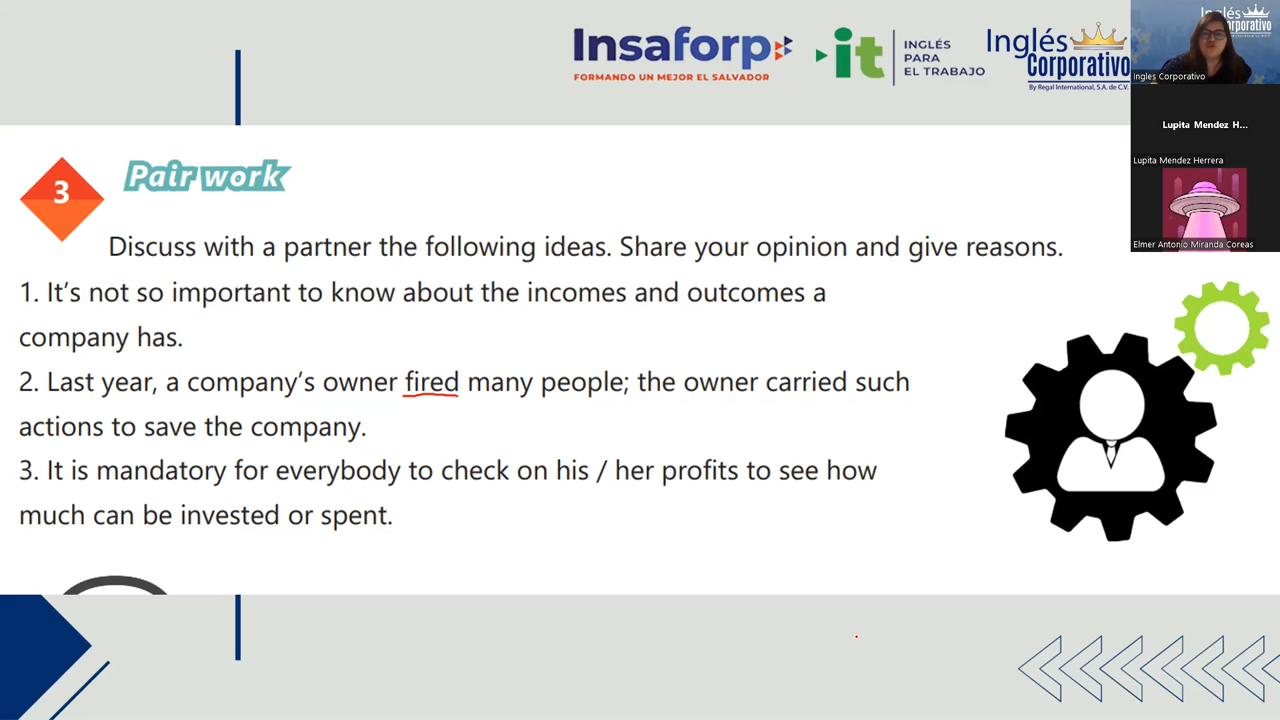 Insaforp
FORMANDO UN MEJOR EL SALVADOR
it
INGLÉS
PARA
EL TRABAJO
Inglés
Corporativo
By Regal International, S.A. de C.V.
Inglés
Corporativo
Ingles Corporativo
Lupita Mendez H...
Lupita Mendez Herrera
Elmer Antonio Miranda Coreas
3
Pair work
Discuss with a partner the following ideas. Share your opinion and give reasons.
1. It's not so important to know about the incomes and outcomes a
company has.
2. Last year, a company's owner fired many people; the owner carried such
actions to save the company.
3. It is mandatory for everybody to check on his / her profits to see how
much can be invested or spent.